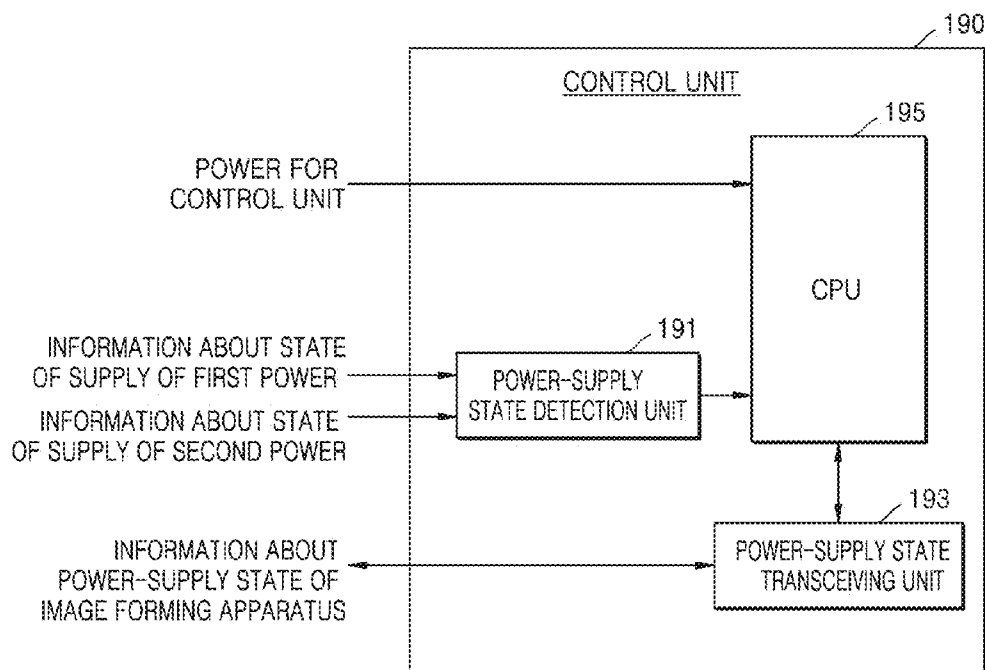 190
CONTROL UNIT
195
POWER FOR
CONTROL UNIT
CPU
191
INFORMATION ABOUT STATE
OF SUPPLY OF FIRST POWER
POWER-SUPPLY
STATE DETECTION UNIT
INFORMATION ABOUT STATE
OF SUPPLY OF SECOND POWER
193
INFORMATION ABOUT
POWER-SUPPLY STATE OF
IMAGE FORMING APPARATUS
POWER-SUPPLY STATE
TRANSCEIVING UNIT